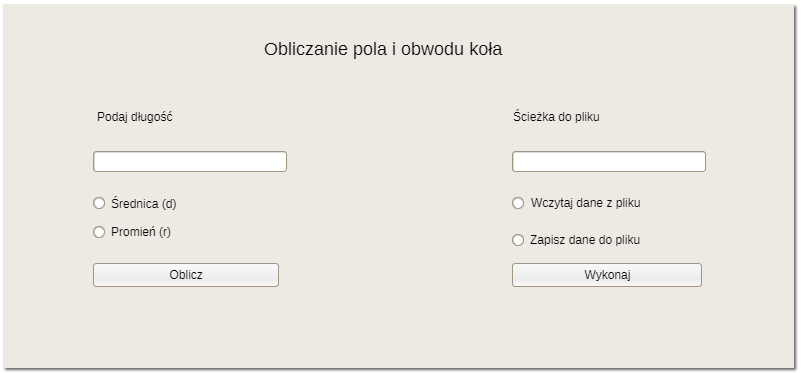 Obliczanie pola i obwodu koła
Podaj długość
Średnica (d)
Promień (r)
Oblicz
Ścieżka do pliku
Wczytaj dane z pliku
Zapisz dane do pliku
Wykonaj